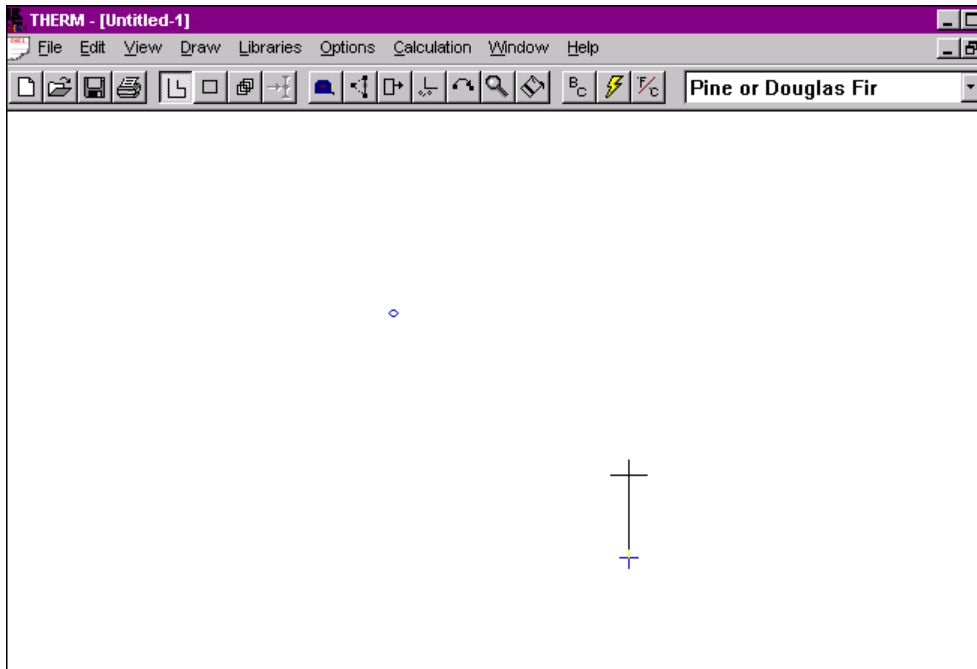 THERM - [Untitled-1]
File Edit View Draw Libraries Options Calculation Window Help
B C °F/C Pine or Douglas Fir